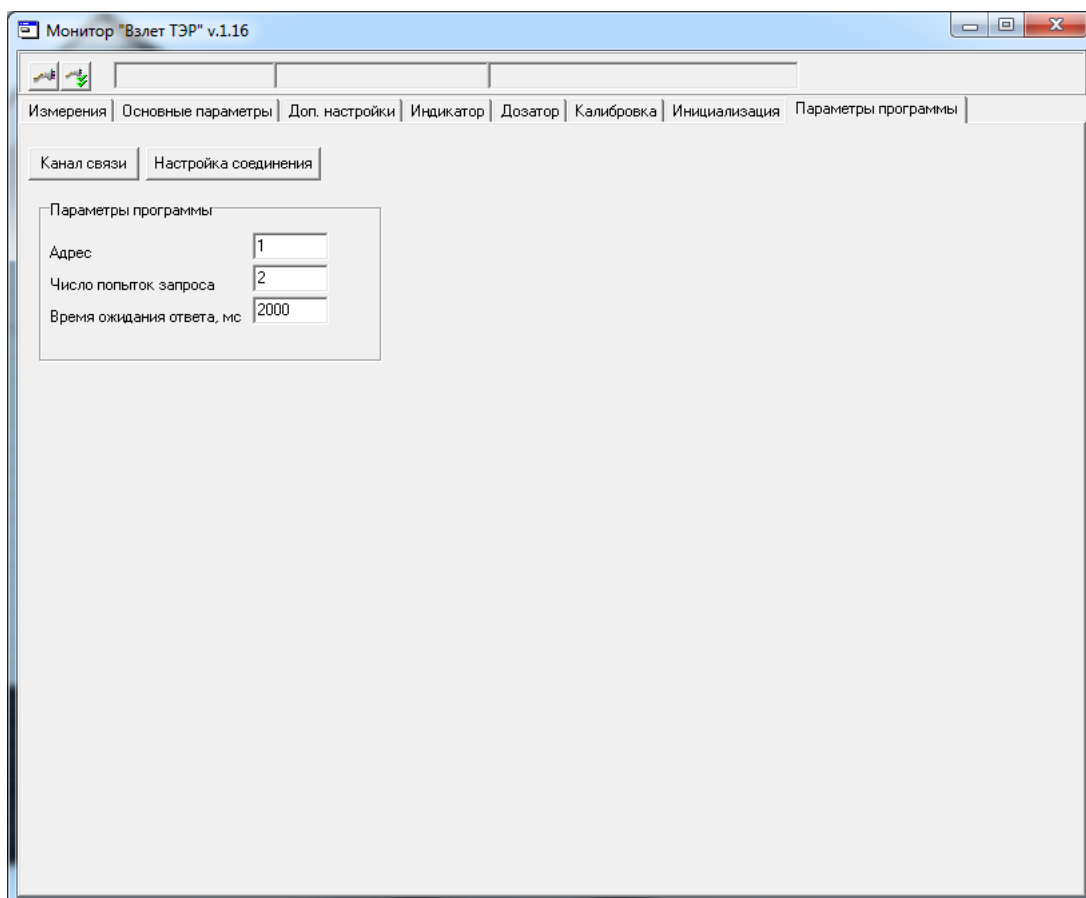 Монитор "Взлет ТЭР" v.1.16
Измерения Основные параметры Доп. настройки Индикатор Дозатор Калибровка Инициализация Параметры программы
Канал связи Настройка соединения
Параметры программы
Адрес 1
Число попыток запроса 2
Время ожидания ответа, мс 2000